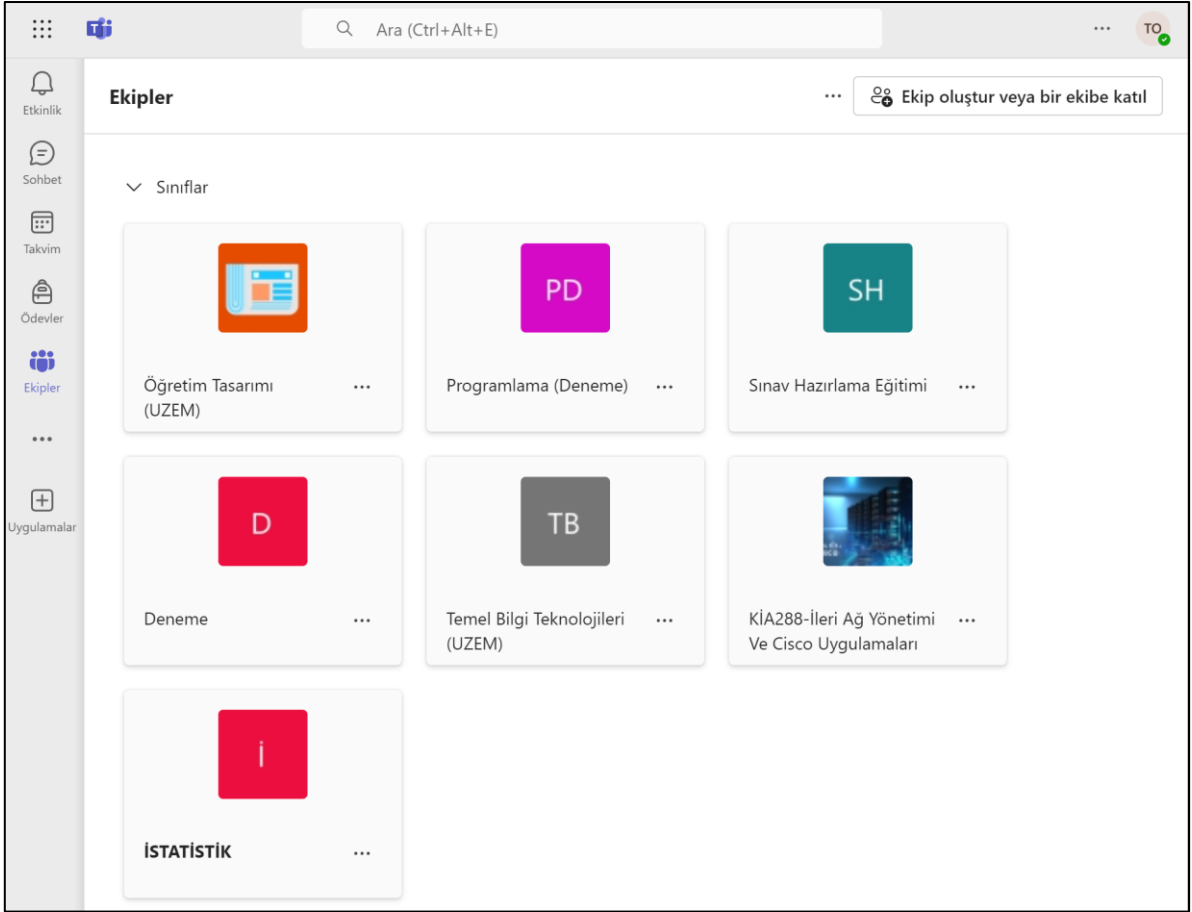 Ara (Ctrl+Alt+E)
TO
Etkinlik
Sohbet
Takvim
Ödevler
Ekipler
Uygulamalar
Ekipler
Ekip oluştur veya bir ekibe katıl
Sınıflar
Öğretim Tasarımı
(UZEM)
PD
Programlama (Deneme)
SH
Sınav Hazırlama Eğitimi
D
Deneme
TB
Temel Bilgi Teknolojileri
(UZEM)
KİA288-İleri Ağ Yönetimi
Ve Cisco Uygulamaları
İ
İSTATİSTİK